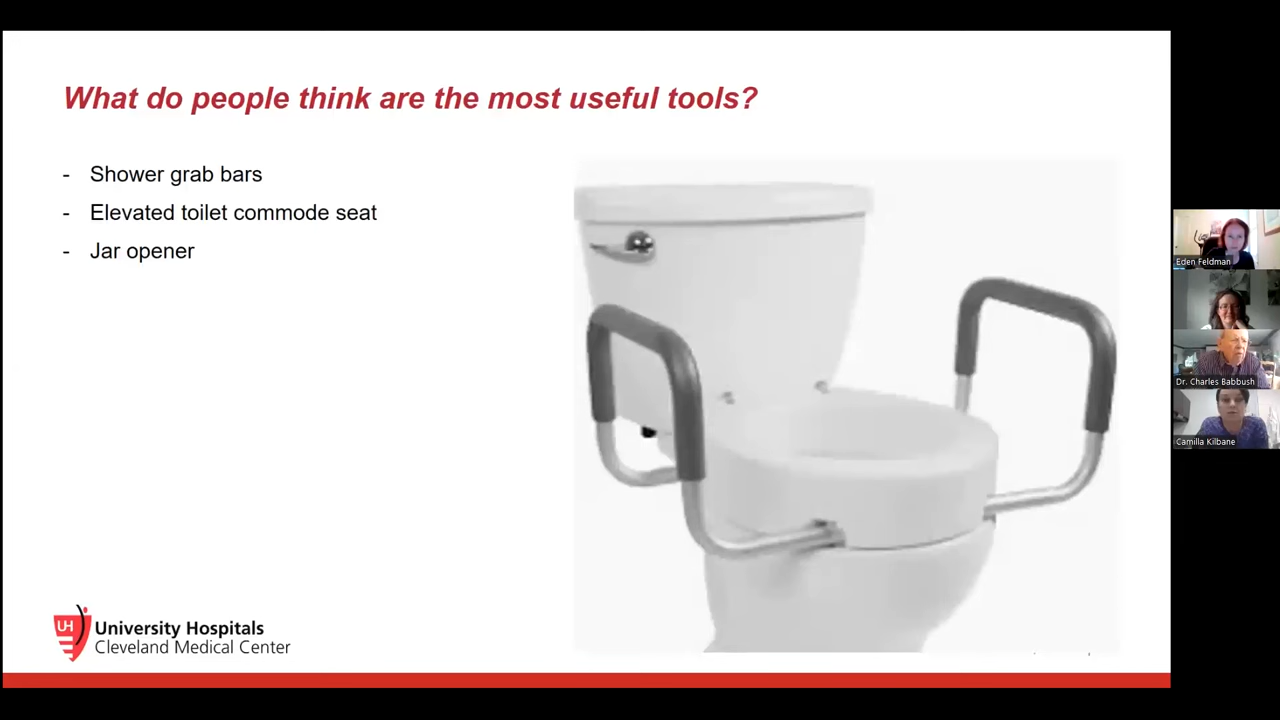 What do people think are the most useful tools?
- Shower grab bars
- Elevated toilet commode seat
- Jar opener
UH University Hospitals
Cleveland Medical Center
Eden Feldman
Dr. Charles Babbush
Camilla Kilbane